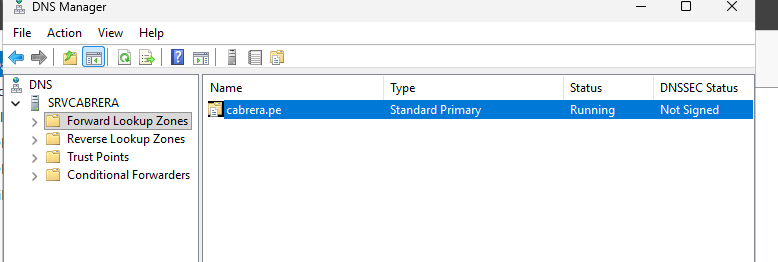 DNS Manager
File Action View Help
DNS
SRVCABRERA
Forward Lookup Zones
Reverse Lookup Zones
Trust Points
Conditional Forwarders
Name Type Status DNSSEC Status
cabrera.pe Standard Primary Running Not Signed